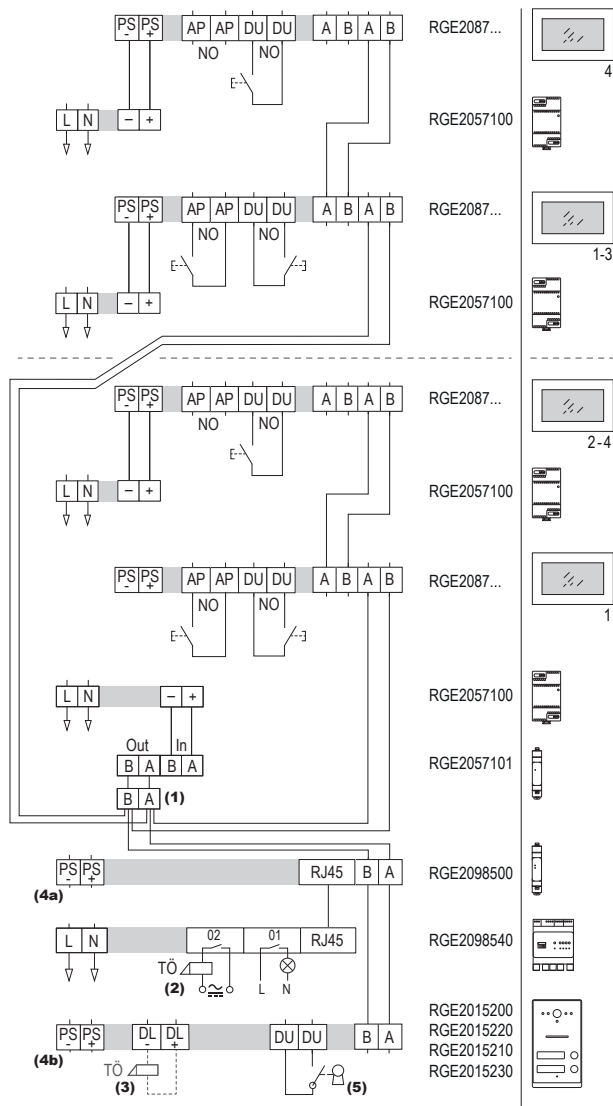 PS PS AP AP DU DU A B A B RGE2087...
- + NO NO 4
L N – + RGE2057100
PS PS AP AP DU DU A B A B RGE2087...
- + NO NO 1-3
L N – + RGE2057100
PS PS AP AP DU DU A B A B RGE2087...
- + NO NO 2-4
L N – + RGE2057100
PS PS AP AP DU DU A B A B RGE2087...
- + NO NO 1
L N – + RGE2057100
Out In
B A B A RGE2057101
B A (1)
PS PS RJ45 B A RGE2098500
- +
(4a)
L N 02 01 RJ45 RGE2098540
TÖ
(2) L N
RGE2015200
PS PS DL DL DU DU B A RGE2015220
- + - +
(4b) RGE2015210
TÖ RGE2015230
(3) (5)